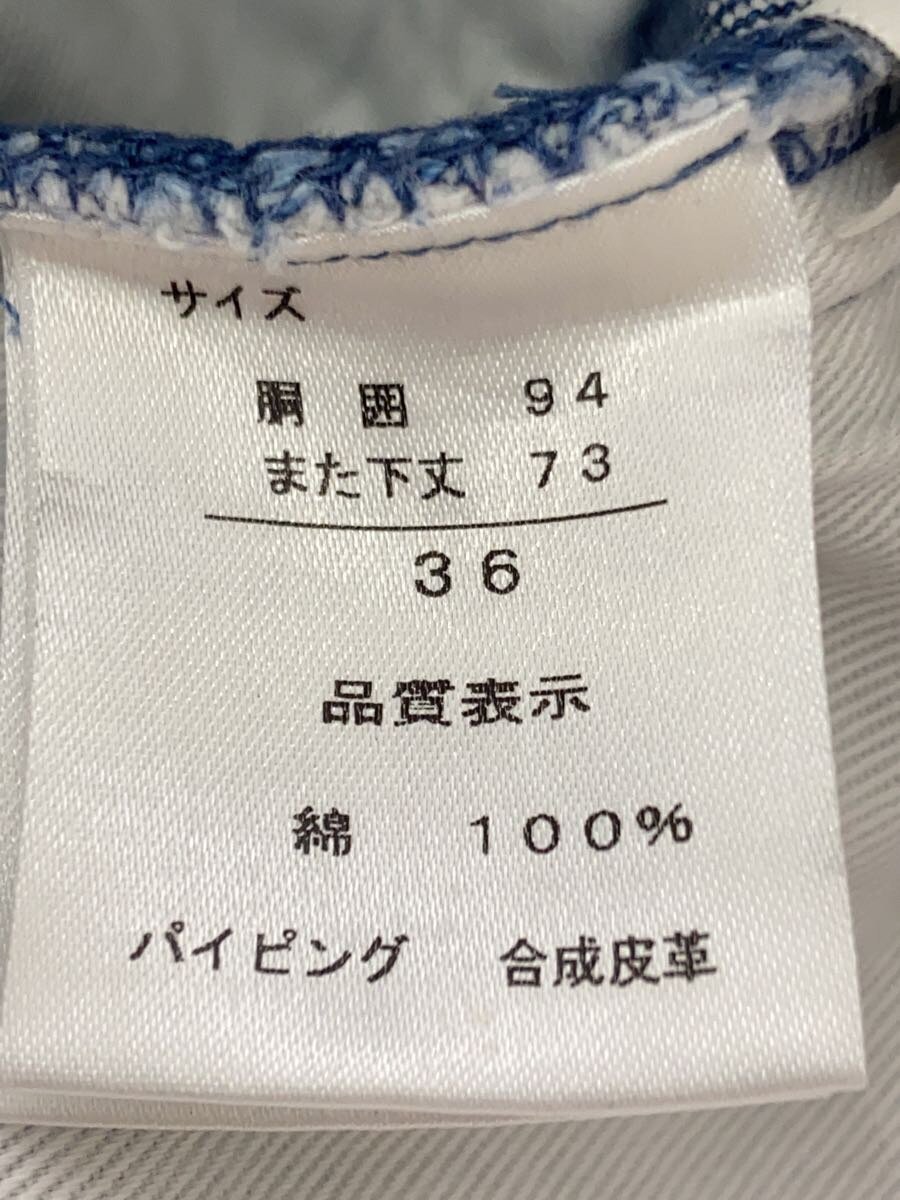 サイズ
胴囲 94
また下丈 73
36
品質表示
綿 100%
パイピング 合成皮革